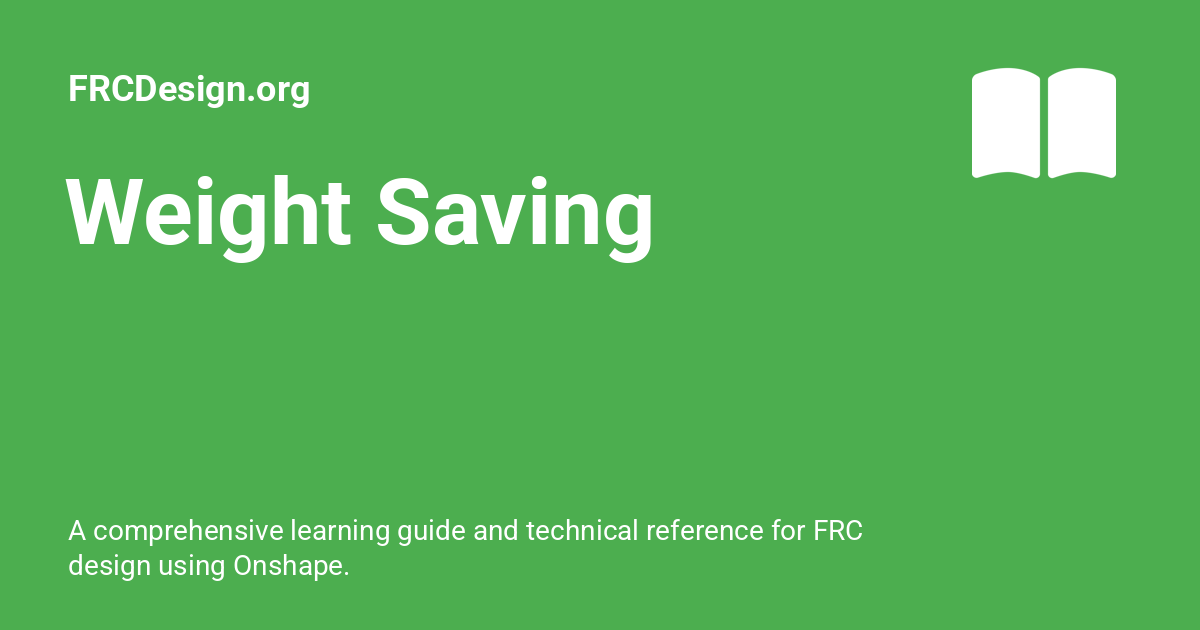 FRCDesign.org
Weight Saving
A comprehensive learning guide and technical reference for FRC
design using Onshape.